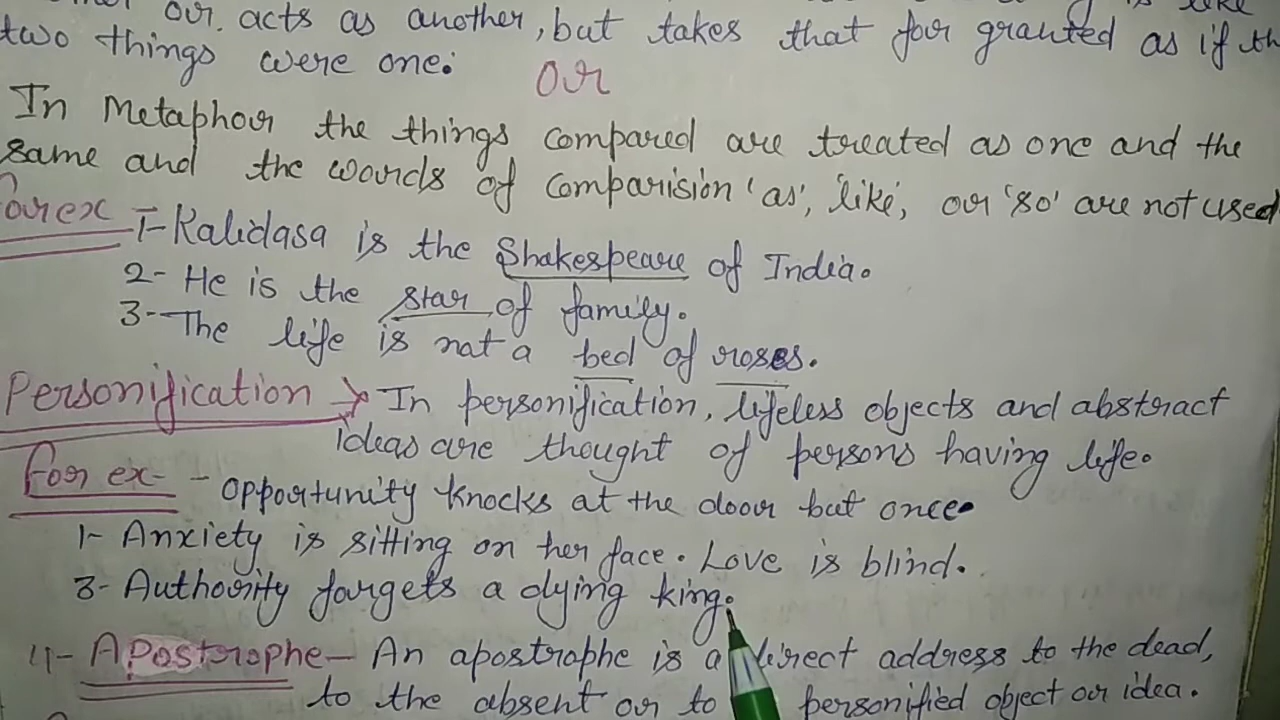 or acts as another, but takes that for granted as if th
two things were one.
or
In Metaphor the things compared are treated as one and the
same and the words of comparision 'as', 'like', or 'so' are not used
For ex 1- Kalidasa is the Shakespeare of India.
2- He is the star of family.
3- The life is not a bed of roses.
Personification → In personification, lifeless objects and abstract
ideas are thought of persons having life.
For ex- - Opportunity knocks at the door but once.
1- Anxiety is sitting on her face. Love is blind.
3- Authority forgets a dying king.
4- Apostrophe- An apostrophe is a direct address to the dead,
to the absent or to personified object or idea.